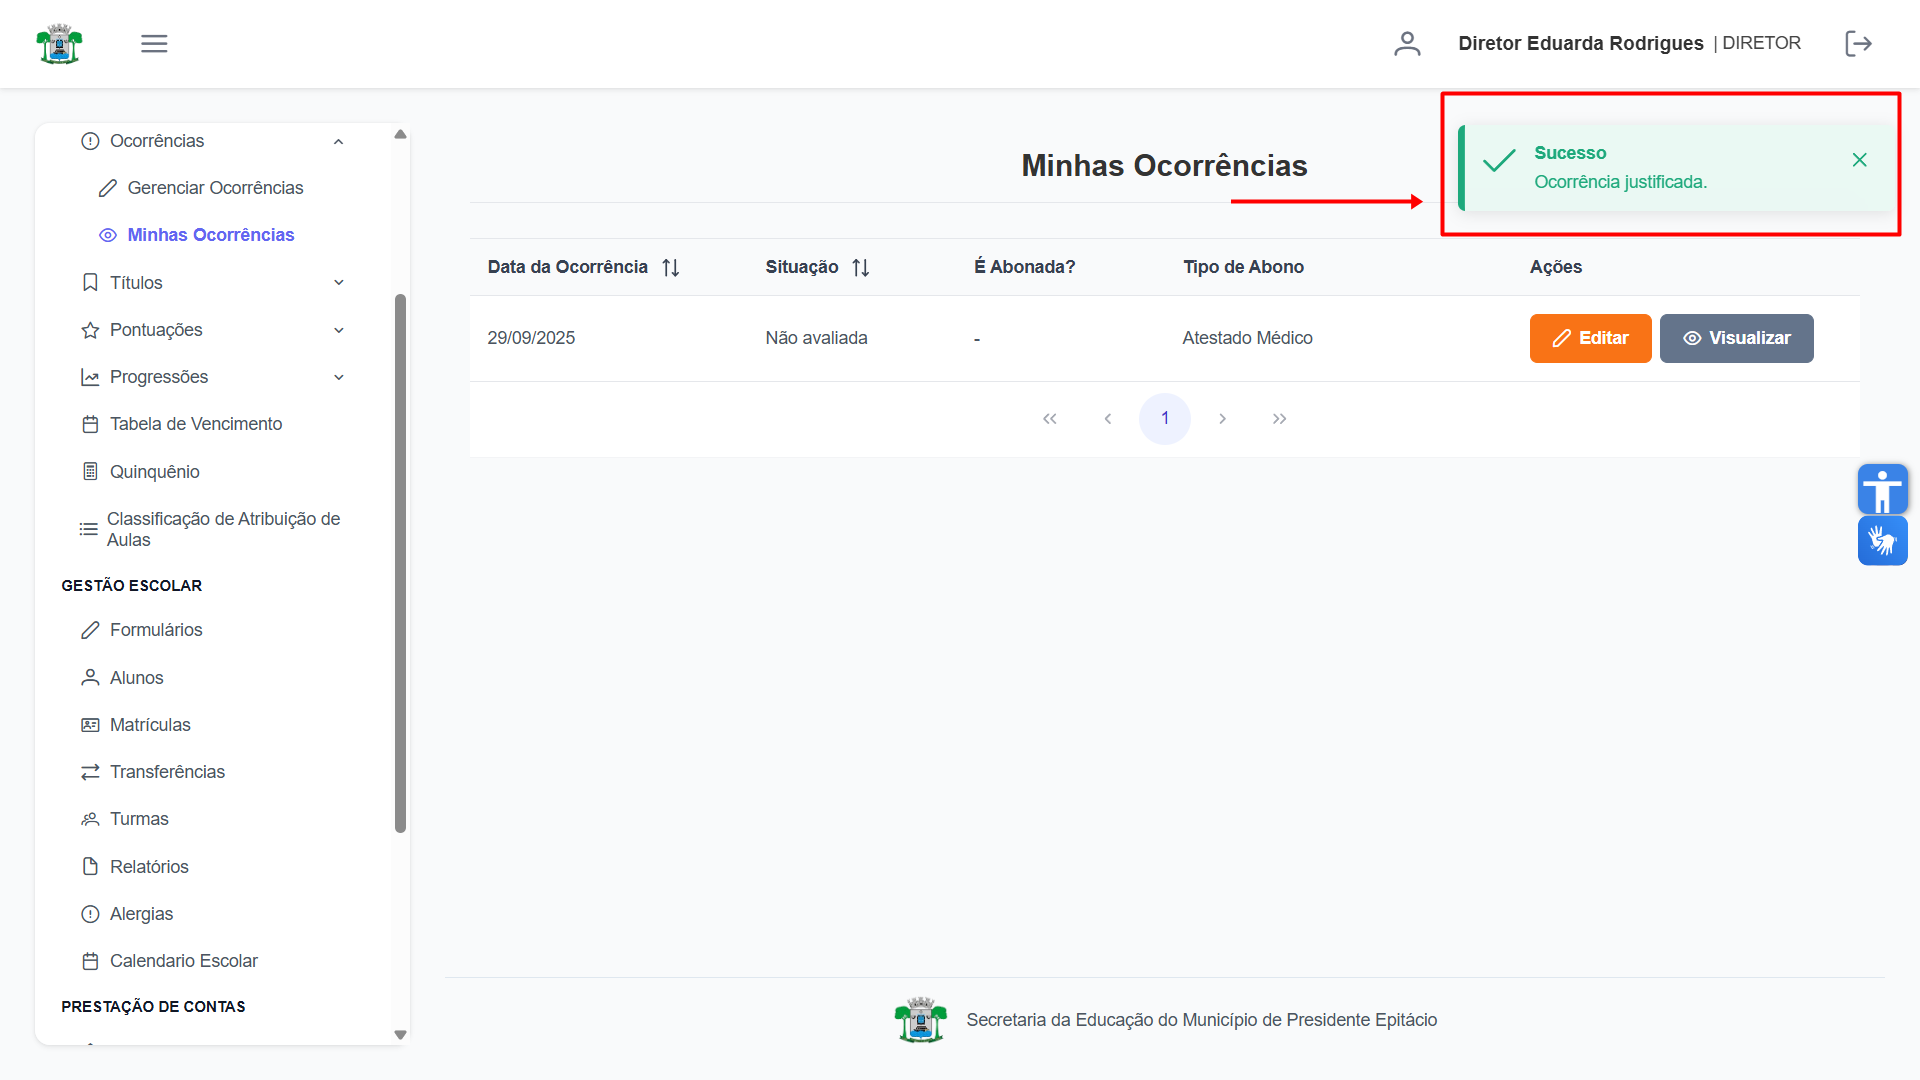 Diretor Eduarda Rodrigues | DIRETOR
Ocorrências
Gerenciar Ocorrências
Minhas Ocorrências
Títulos
Pontuações
Progressões
Tabela de Vencimento
Quinquênio
Classificação de Atribuição de
Aulas
GESTÃO ESCOLAR
Formulários
Alunos
Matrículas
Transferências
Turmas
Relatórios
Alergias
Calendario Escolar
PRESTAÇÃO DE CONTAS
Minhas Ocorrências
Sucesso
Ocorrência justificada.
Data da Ocorrência Situação É Abonada? Tipo de Abono Ações
29/09/2025 Não avaliada - Atestado Médico Editar Visualizar
1
Secretaria da Educação do Município de Presidente Epitácio